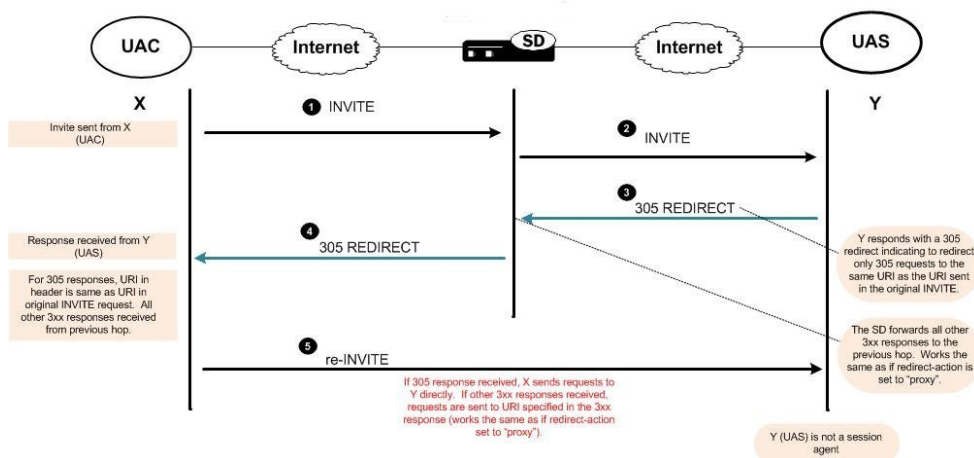 UAC
Internet
SD
Internet
UAS
X
Y
1 INVITE
Invite sent from X
(UAC)
2 INVITE
3
305 REDIRECT
4
305 REDIRECT
Response received from Y
(UAS)
Y responds with a 305
redirect indicating to redirect
only 305 requests to the
same URI as the URI sent
in the original INVITE.
For 305 responses, URI in
header is same as URI in
original INVITE request. All
other 3xx responses received
from previous hop.
The SD forwards all other
3xx responses to the
previous hop. Works the
same as if redirect-action is
set to “proxy”.
5
re-INVITE
If 305 response received, X sends requests to
Y directly. If other 3xx responses received,
requests are sent to URI specified in the 3xx
response (works the same as if redirect-action
set to “proxy”).
Y (UAS) is not a session
agent